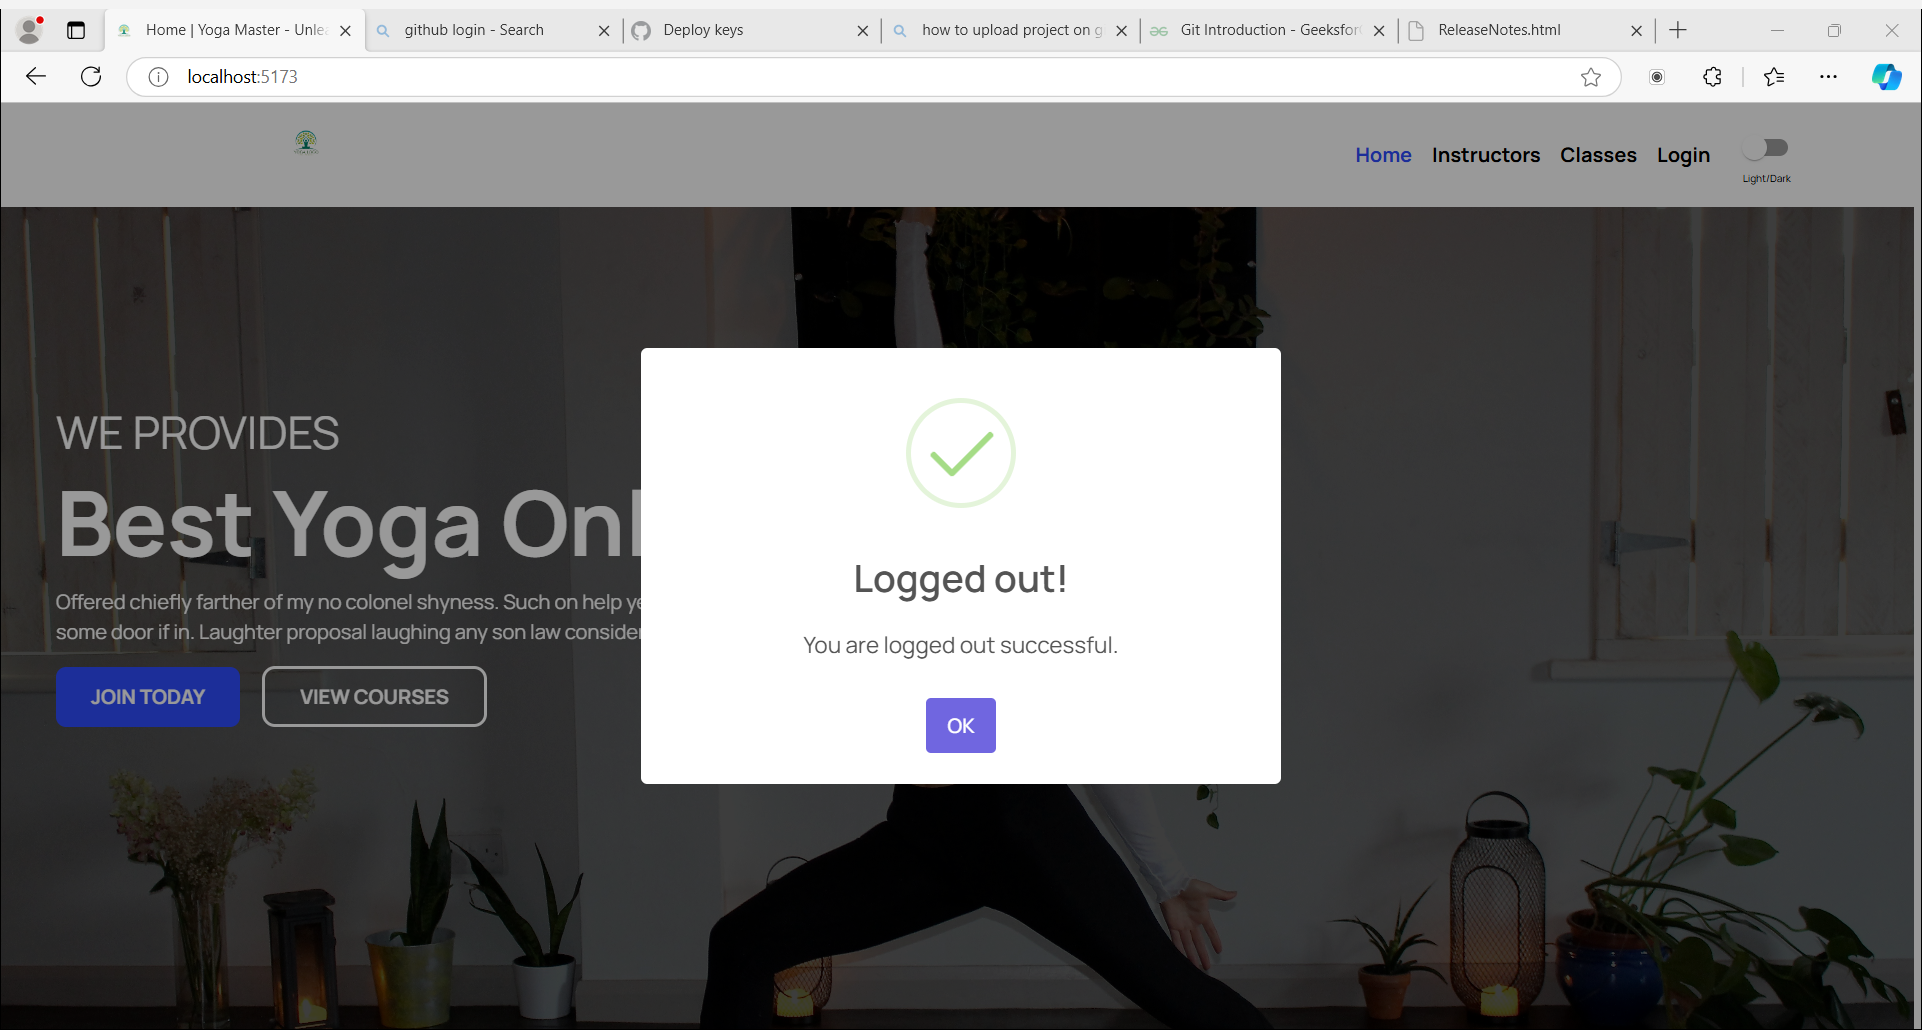 Home | Yoga Master - Unlea
github login - Search
Deploy keys
how to upload project on g
Git Introduction - Geeksfor
ReleaseNotes.html
localhost:5173
Home
Instructors
Classes
Login
Light/Dark
WE PROVIDES
Best Yoga Onl
Offered chiefly farther of my no colonel shyness. Such on help ye
some door if in. Laughter proposal laughing any son law consider
JOIN TODAY
VIEW COURSES
Logged out!
You are logged out successful.
OK